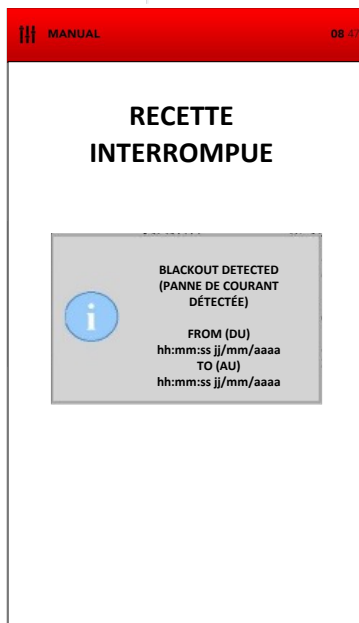 MANUAL 08:47
RECETTE
INTERROMPUE
BLACKOUT DETECTED
(PANNE DE COURANT
DÉTECTÉE)
FROM (DU)
hh:mm:ss jj/mm/aaaa
TO (AU)
hh:mm:ss jj/mm/aaaa